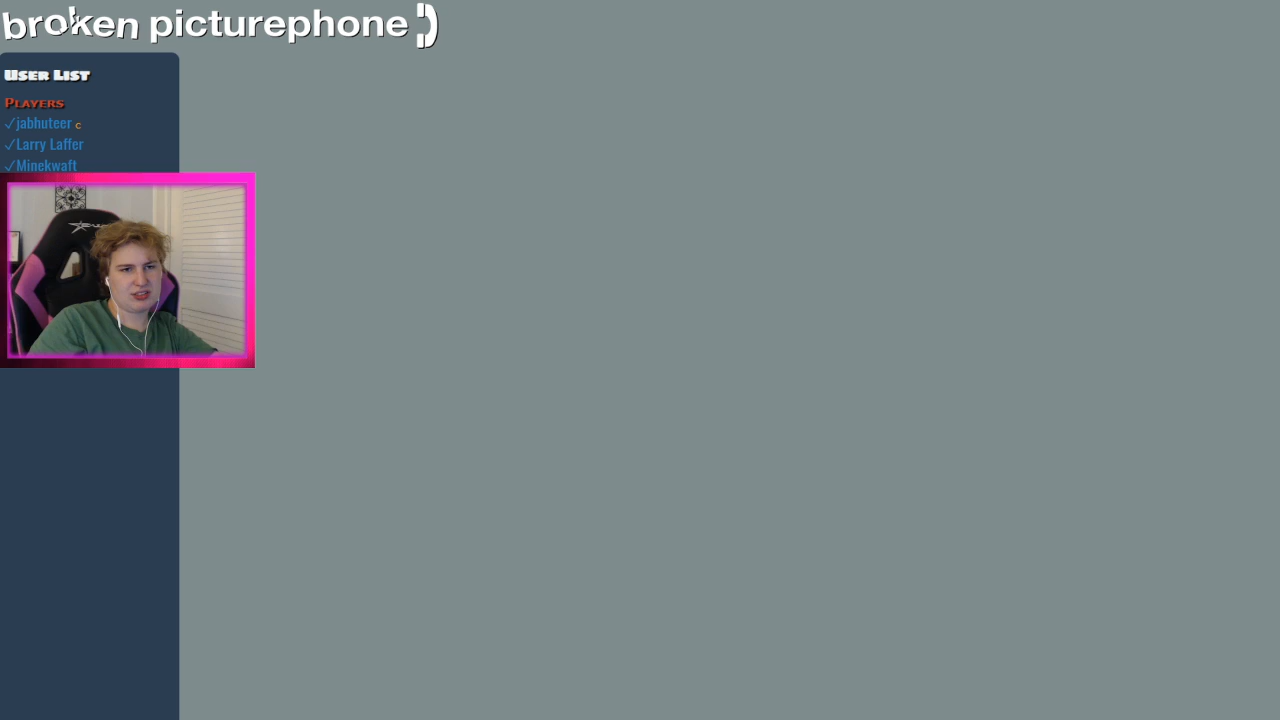 broken picturephone
User List
Players
✓jabhuteer c
✓Larry Laffer
✓Minekwaft